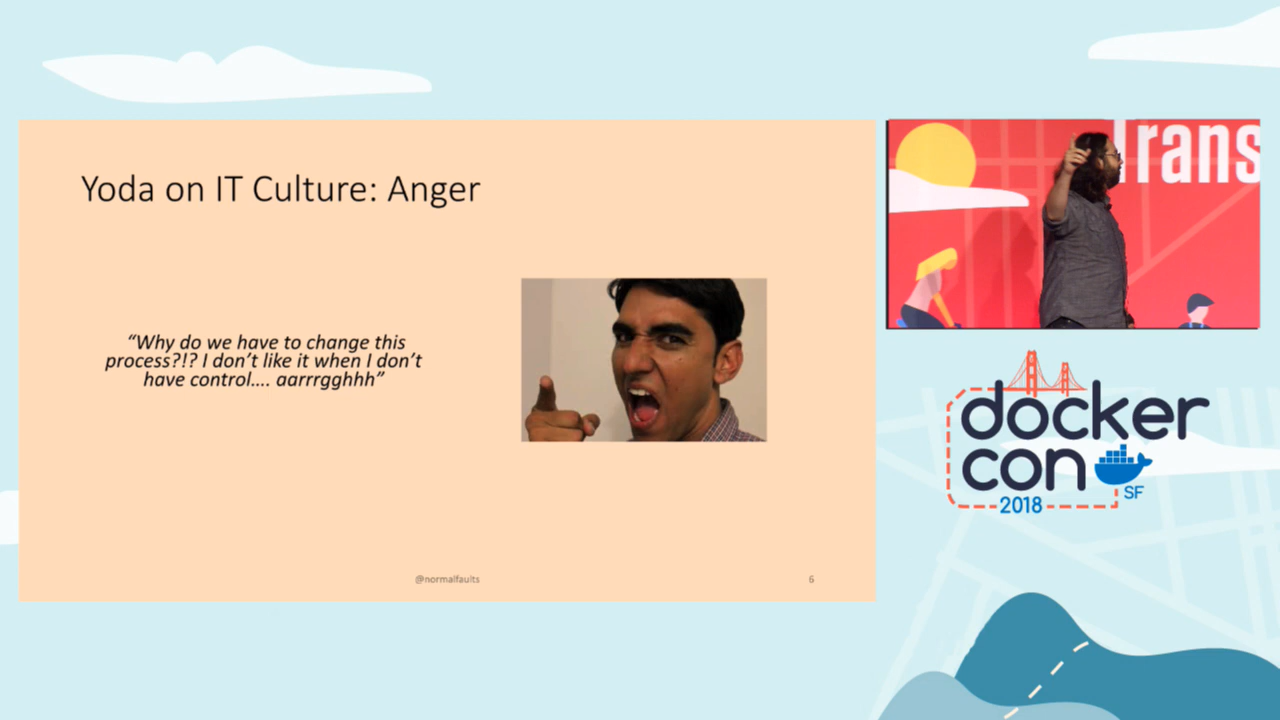 Yoda on IT Culture: Anger
“Why do we have to change this
process?!? I don’t like it when I don’t
have control…. aarrrgghhh”
@normalfaults
6
Trans
docker
con
2018
SF